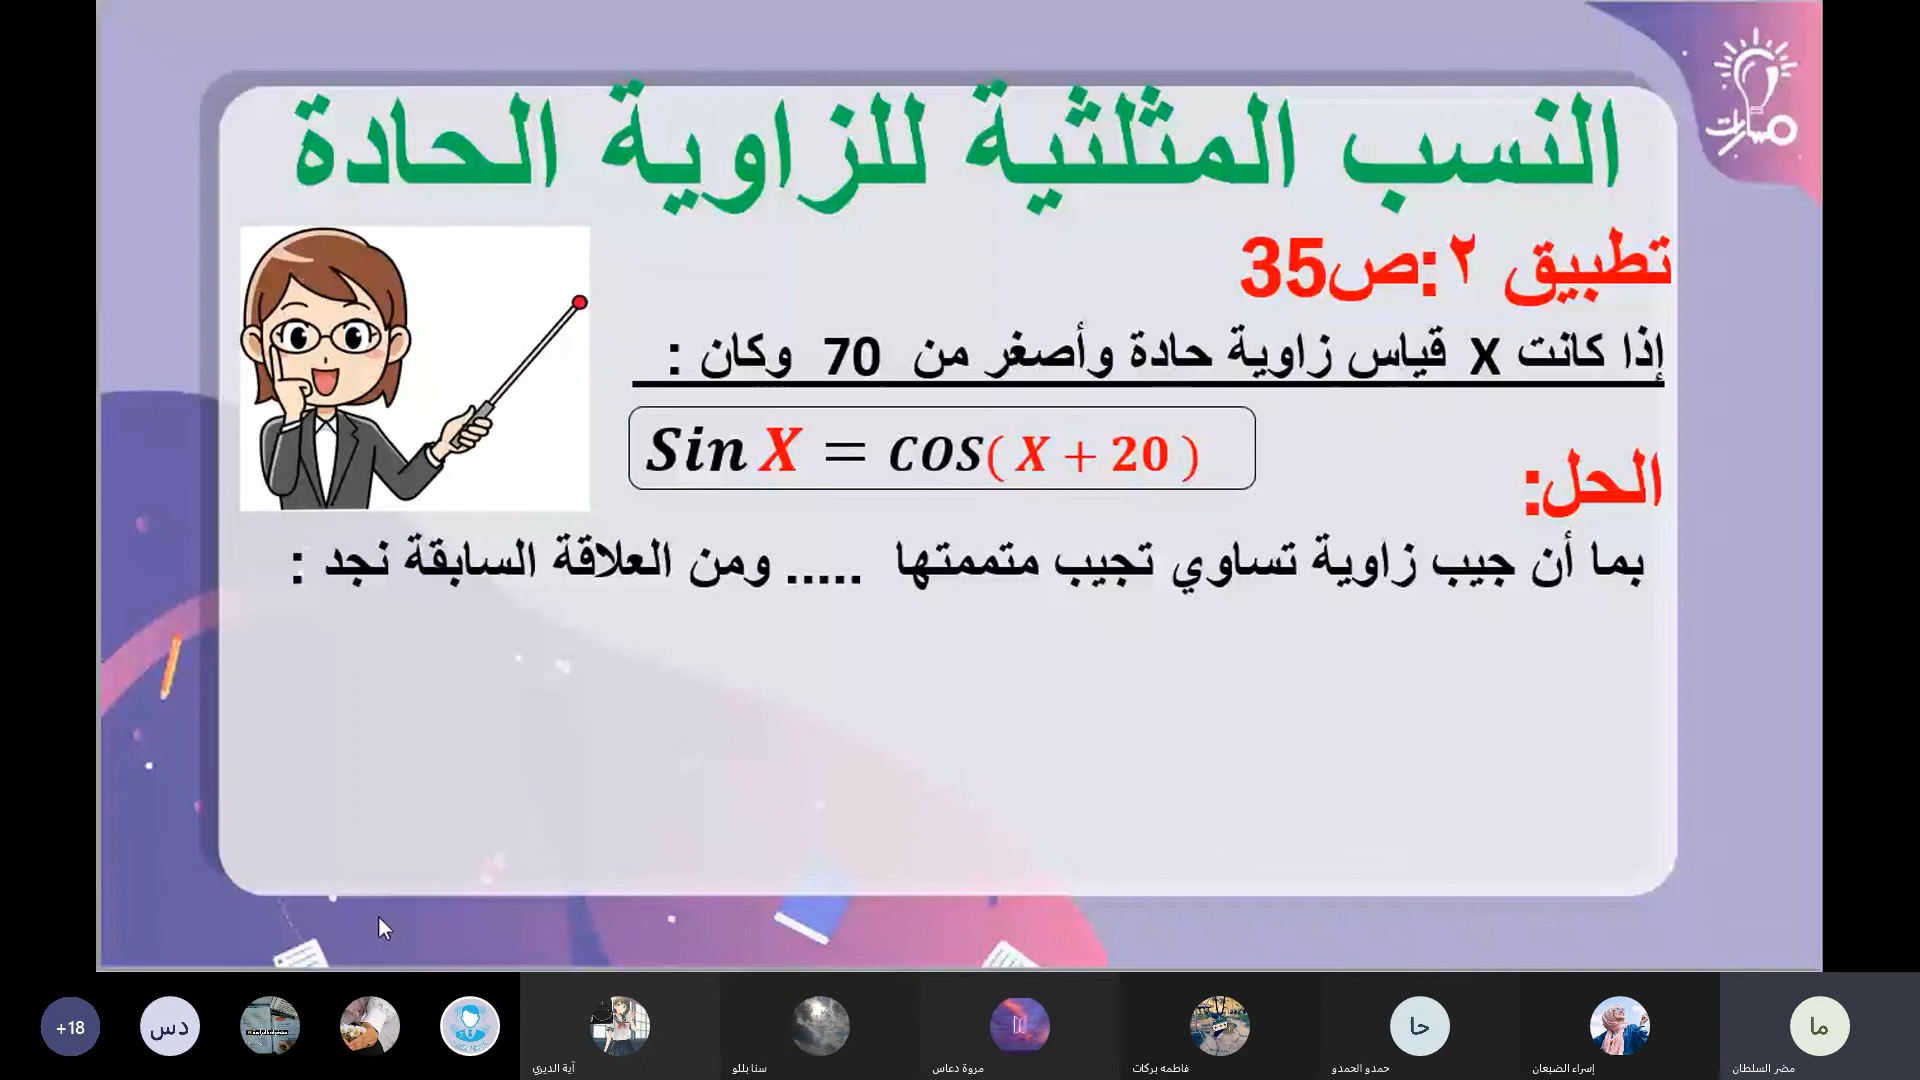 مسارات
النسب المثلثية للزاوية الحادة
تطبيق ٢ :ص35
إذا كانت X قياس زاوية حادة وأصغر من 70 وكان :
Sin X = cos( X + 20 )
الحل:
بما أن جيب زاوية تساوي تجيب متممتها ..... ومن العلاقة السابقة نجد :
+18
دس
حا
ما
آية الديري
سنا بللو
مروة دعاس
فاطمه بركات
حمدو الحمدو
إسراء الضبعان
مضر السلطان